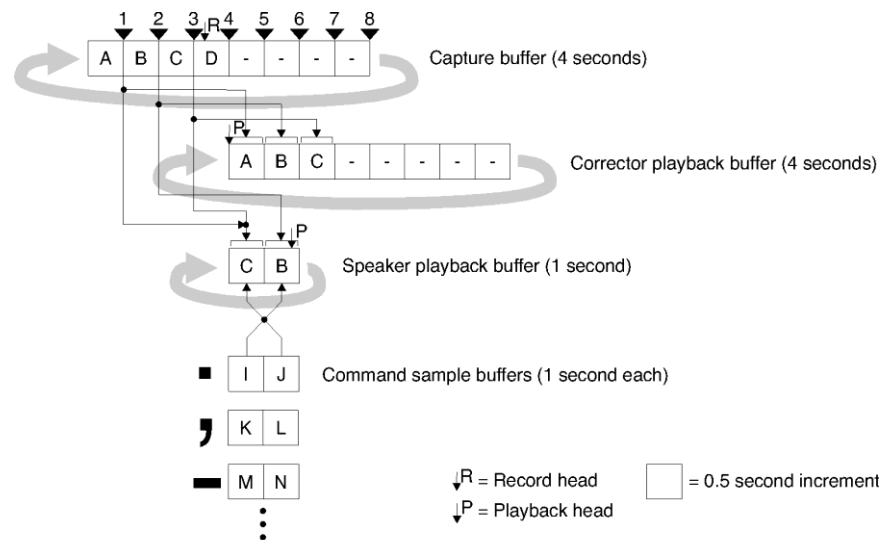 1 2 3 R 4 5 6 7 8
A B C D - - - - Capture buffer (4 seconds)
P
A B C - - - - - Corrector playback buffer (4 seconds)
P
C B Speaker playback buffer (1 second)
. I J Command sample buffers (1 second each)
, K L
– M N
R = Record head
= 0.5 second increment
P = Playback head